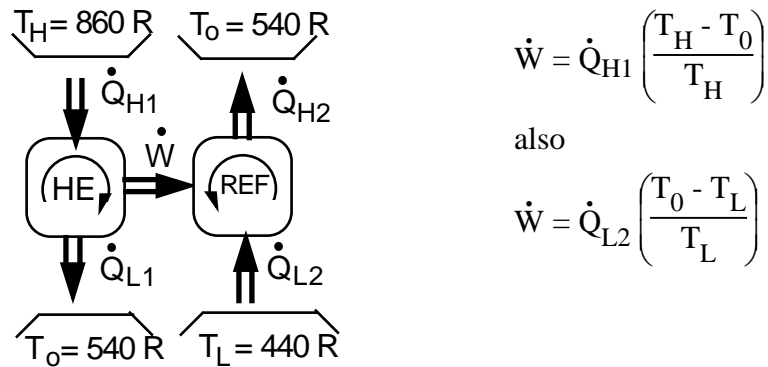 T_H = 860 R
T_o = 540 R
Q̇_H1
Q̇_H2
Ẇ
HE
REF
Q̇_L1
Q̇_L2
T_o = 540 R
T_L = 440 R
Ẇ = Q̇_H1 ( (T_H - T_0) / T_H )
also
Ẇ = Q̇_L2 ( (T_0 - T_L) / T_L )